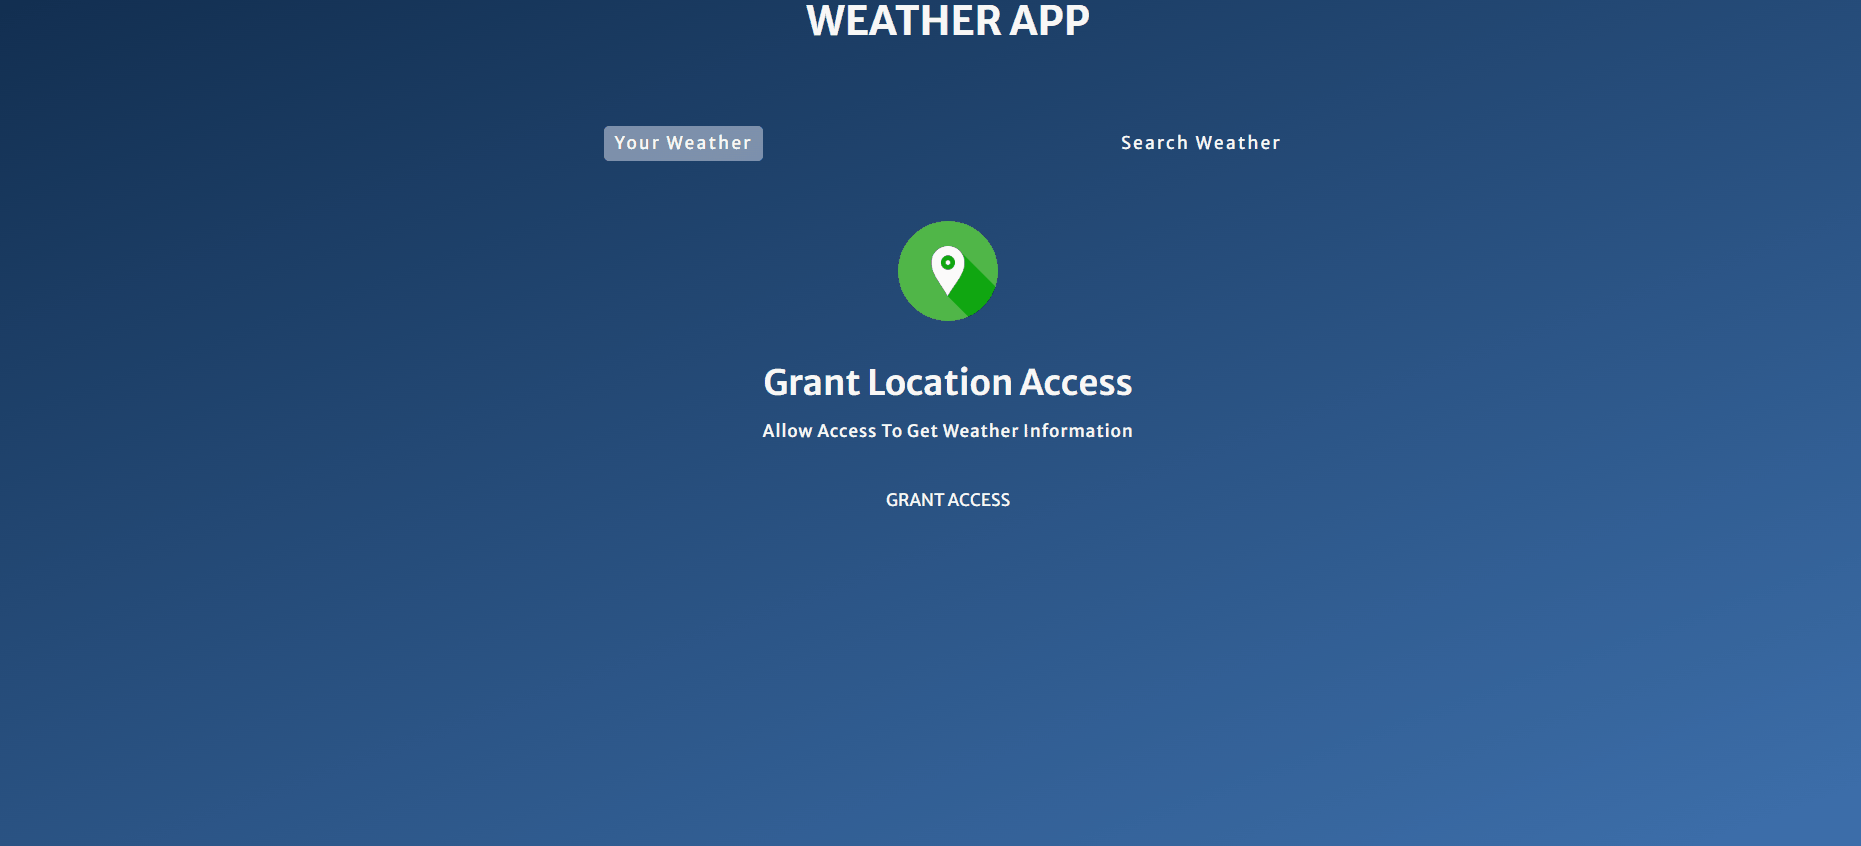 WEATHER APP
Your Weather
Search Weather
Grant Location Access
Allow Access To Get Weather Information
GRANT ACCESS